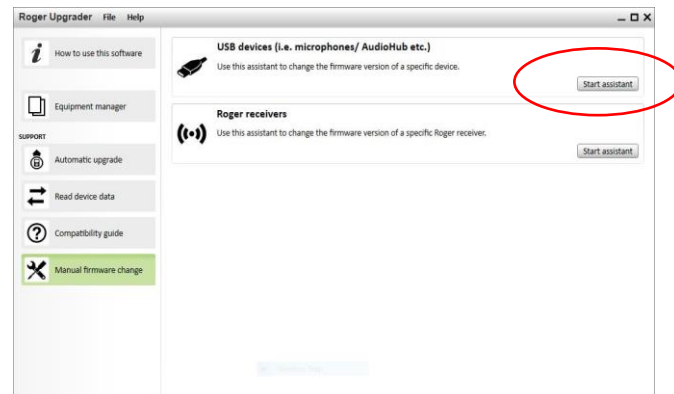 Roger Upgrader File Help
How to use this software
Equipment manager
SUPPORT
Automatic upgrade
Read device data
Compatibility guide
Manual firmware change
USB devices (i.e. microphones/ AudioHub etc.)
Use this assistant to change the firmware version of a specific device.
Start assistant
Roger receivers
Use this assistant to change the firmware version of a specific Roger receiver.
Start assistant